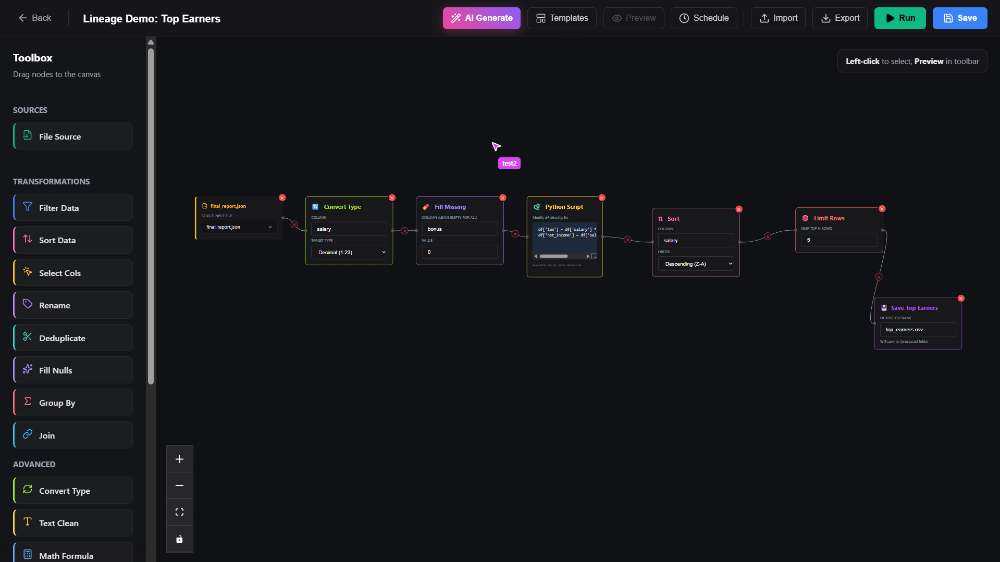 Back
Lineage Demo: Top Earners
AI Generate
Templates
Preview
Schedule
Import
Export
Run
Save
Toolbox
Drag nodes to the canvas
SOURCES
File Source
TRANSFORMATIONS
Filter Data
Sort Data
Select Cols
Rename
Deduplicate
Fill Nulls
Group By
Join
ADVANCED
Convert Type
Text Clean
Math Formula
Left-click to select, Preview in toolbar
test2
final_report.json
SELECT INPUT FILE
final_report.json
Convert Type
COLUMN
salary
TARGET TYPE
Decimal (1.23)
Fill Missing
COLUMN (LEAVE EMPTY FOR ALL)
bonus
VALUE
0
Python Script
Modify df directly. Ex:
df['tax'] = df['salary'] *
df['net_income'] = df['sal
Available: pd, np, math, datetime
Sort
COLUMN
salary
ORDER
Descending (Z-A)
Limit Rows
KEEP TOP N ROWS
5
Save Top Earners
OUTPUT FILENAME
top_earners.csv
Will save to /processed folder